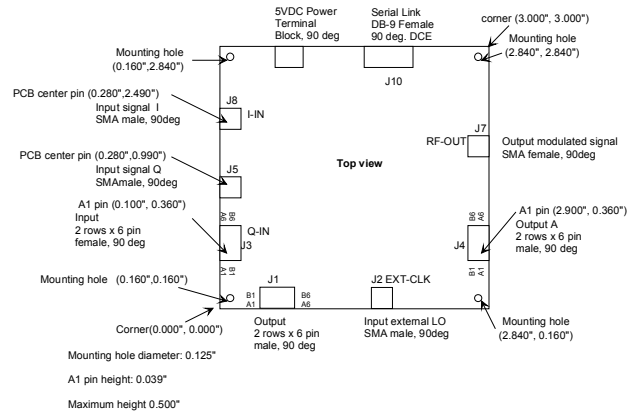 5VDC Power
Terminal
Block, 90 deg
Serial Link
DB-9 Female
90 deg. DCE
corner (3.000", 3.000")
Mounting hole
(2.840", 2.840")
Mounting hole
(0.160",2.840")
J10
PCB center pin (0.280",2.490")
Input signal I
SMA male, 90deg
J8
I-IN
J7
RF-OUT
Output modulated signal
SMA female, 90deg
PCB center pin (0.280",0.990")
Input signal Q
SMAmale, 90deg
J5
Top view
A1 pin (0.100", 0.360")
Input
2 rows x 6 pin
female, 90 deg
A6
B6
Q-IN
J3
A1
B1
B6
A6
J4
B1
A1
A1 pin (2.900", 0.360")
Output A
2 rows x 6 pin
male, 90 deg
Mounting hole (0.160",0.160")
J1
B1
A1
B6
A6
J2 EXT-CLK
Corner(0.000", 0.000")
Output
2 rows x 6 pin
male, 90 deg
Input external LO
SMA male, 90deg
Mounting hole
(2.840", 0.160")
Mounting hole diameter: 0.125"
A1 pin height: 0.039"
Maximum height 0.500"